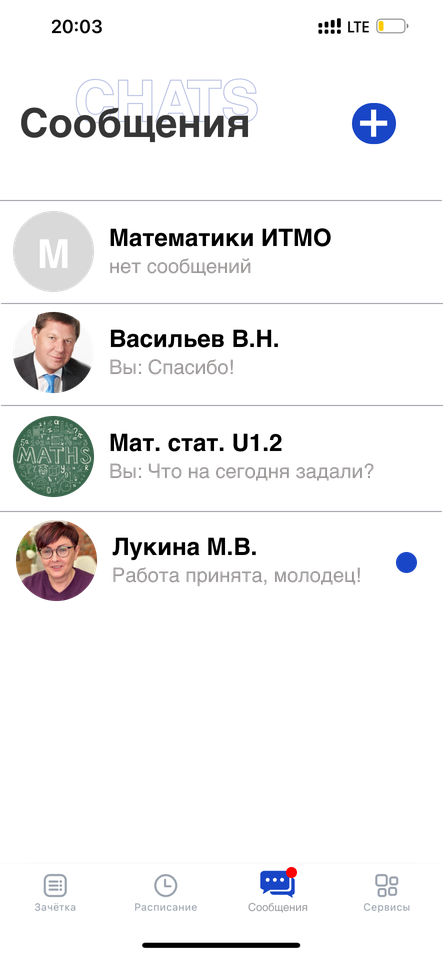 20:03
LTE
CHATS
Сообщения
М
Математики ИТМО
нет сообщений
Васильев В.Н.
Вы: Спасибо!
MATHS
Мат. стат. U1.2
Вы: Что на сегодня задали?
Лукина М.В.
Работа принята, молодец!
Зачётка
Расписание
Сообщения
Сервисы